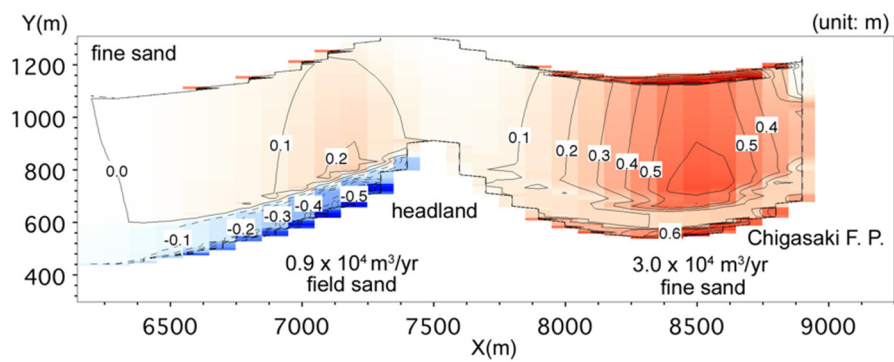 Y(m)
(unit: m)
fine sand
1200
1000
800
600
400
0.0
0.1
0.2
-0.1
-0.2
-0.3
-0.4
-0.5
headland
0.1
0.2
0.3
0.4
0.5
0.5
0.4
0.6
Chigasaki F. P.
0.9 x 10⁴ m³/yr
field sand
3.0 x 10⁴ m³/yr
fine sand
6500
7000
7500
8000
8500
9000
X(m)